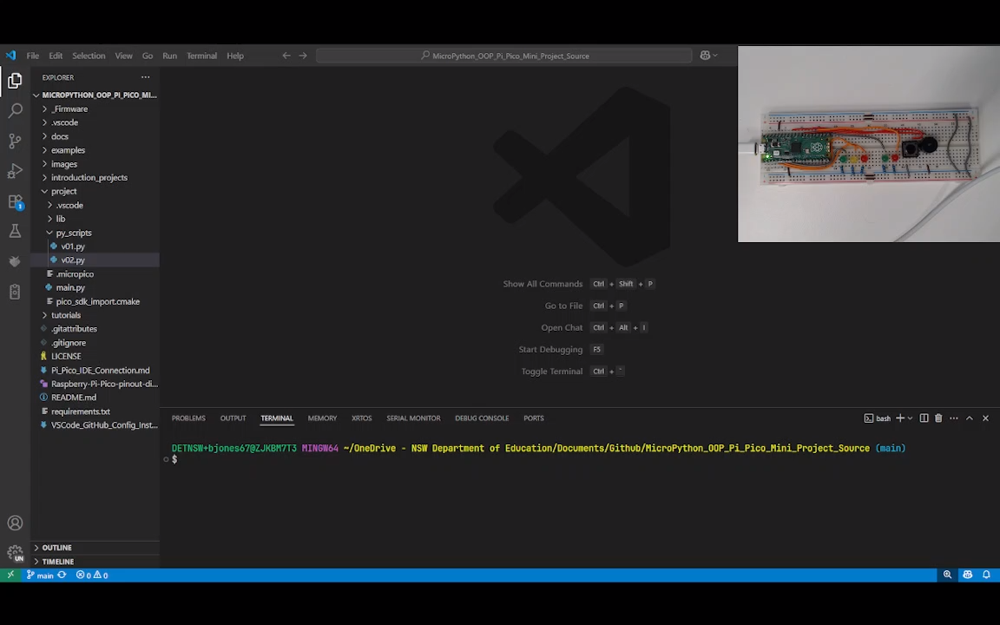 File Edit Selection View Go Run Terminal Help
MicroPython_OOP_Pi_Pico_Mini_Project_Source
EXPLORER
MICROPYTHON_OOP_PI_PICO_MI...
_Firmware
.vscode
docs
examples
images
introduction_projects
project
.vscode
lib
py_scripts
v01.py
v02.py
.micropico
main.py
pico_sdk_import.cmake
tutorials
.gitattributes
.gitignore
LICENSE
Pi_Pico_IDE_Connection.md
Raspberry-Pi-Pico-pinout-di...
README.md
requirements.txt
VSCode_GitHub_Config_Inst...
OUTLINE
TIMELINE
Show All Commands Ctrl + Shift + P
Go to File Ctrl + P
Open Chat Ctrl + Alt + I
Start Debugging F5
Toggle Terminal Ctrl + `
PROBLEMS OUTPUT TERMINAL MEMORY XRTOS SERIAL MONITOR DEBUG CONSOLE PORTS
bash
DETNSW+bjones67@ZJKBM7T3 MINGW64 ~/OneDrive - NSW Department of Education/Documents/Github/MicroPython_OOP_Pi_Pico_Mini_Project_Source (main)
$
1
UN
main 0 0